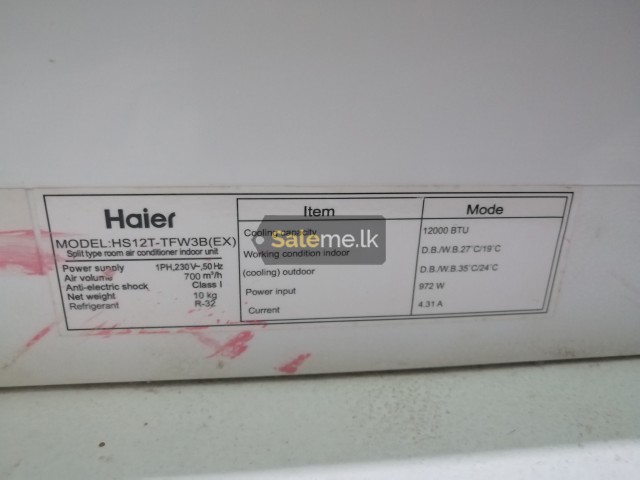 Haier
MODEL:HS12T-TFW3B(EX)
Split type room air conditioner indoor unit
Power supply 1PH,230V~,50Hz
Air volume 700 m³/h
Anti-electric shock Class I
Net weight 10 kg
Refrigerant R-32
Item Mode
Cooling capacity 12000 BTU
Working condition indoor D.B./W.B.27°C/19°C
(cooling) outdoor D.B./W.B.35°C/24°C
Power input 972 W
Current 4.31 A
Saleme.lk